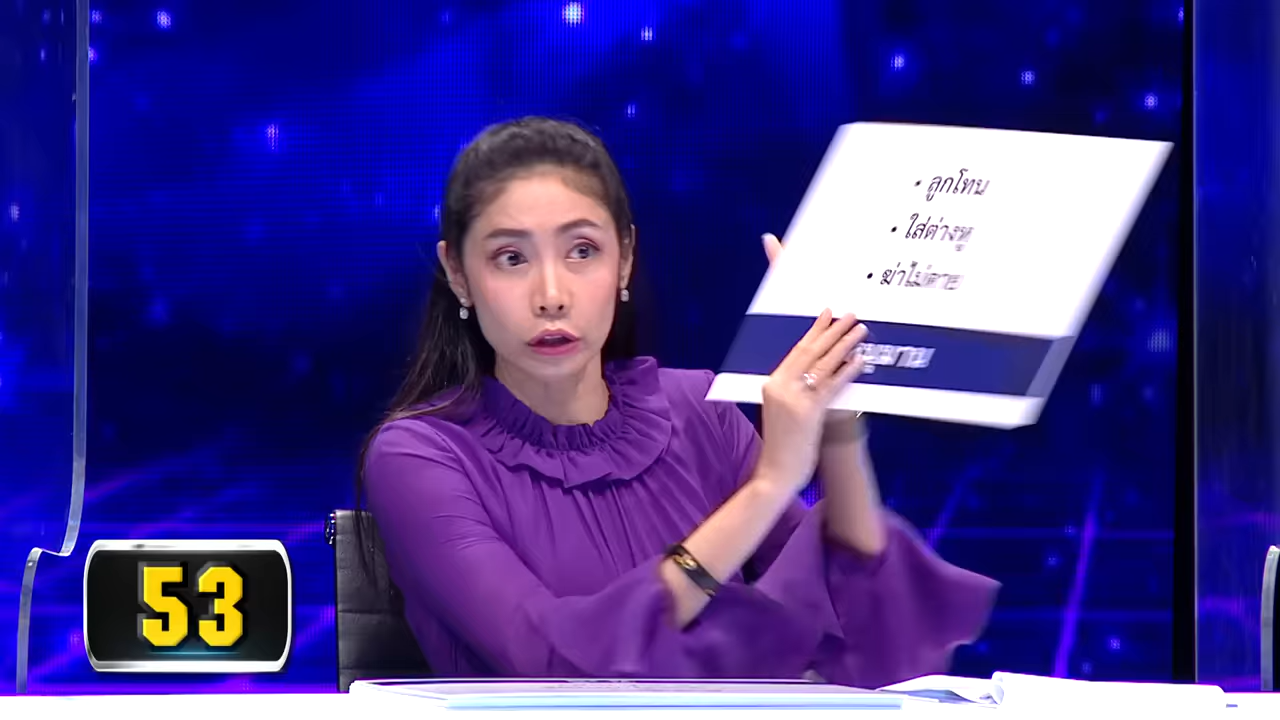 • ลูกโทน
• ใส่ต่างหู
• ฆ่าไม่ตาย
53